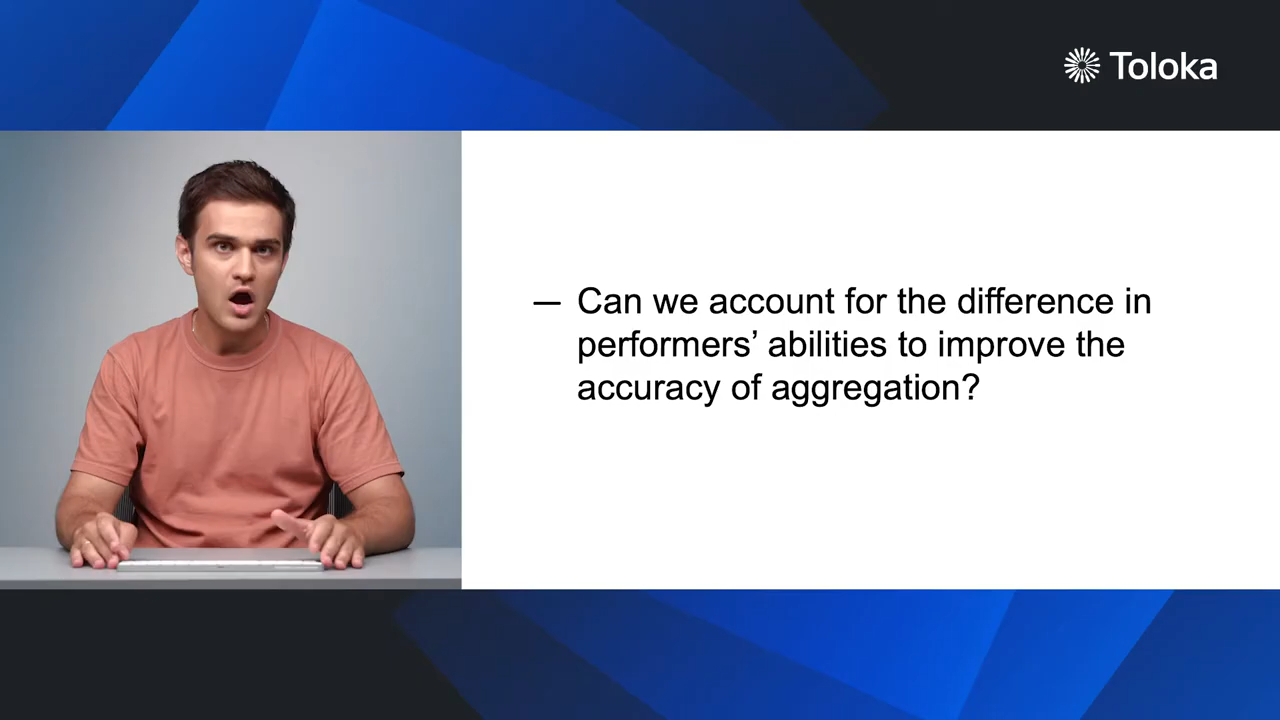 Toloka
— Can we account for the difference in
performers’ abilities to improve the
accuracy of aggregation?